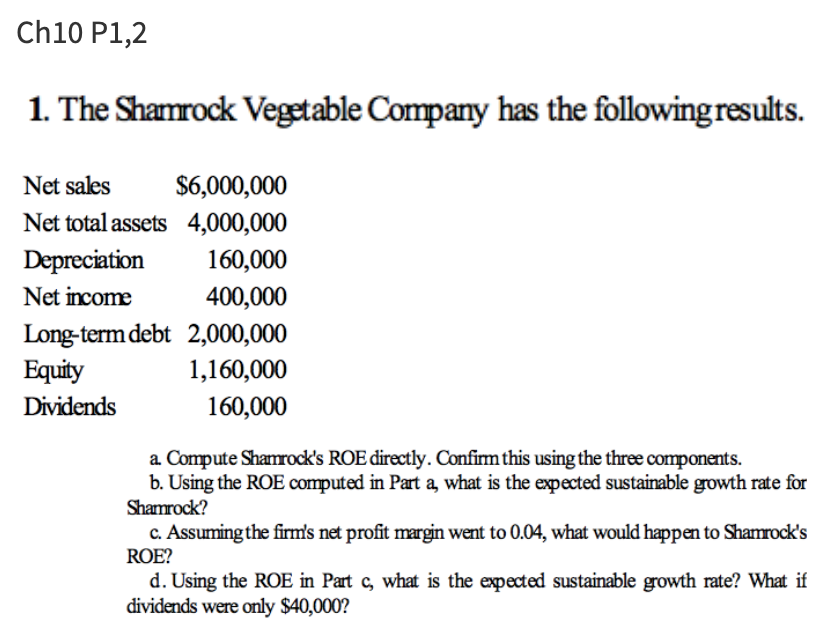 Ch10 P1,2
1. The Shamrock Vegetable Company has the following results.
Net sales $6,000,000
Net total assets 4,000,000
Depreciation 160,000
Net income 400,000
Long-term debt 2,000,000
Equity 1,160,000
Dividends 160,000
a. Compute Shamrock's ROE directly. Confirm this using the three components.
b. Using the ROE computed in Part a, what is the expected sustainable growth rate for
Shamrock?
c. Assuming the firm's net profit margin went to 0.04, what would happen to Shamrock's
ROE?
d. Using the ROE in Part c, what is the expected sustainable growth rate? What if
dividends were only $40,000?